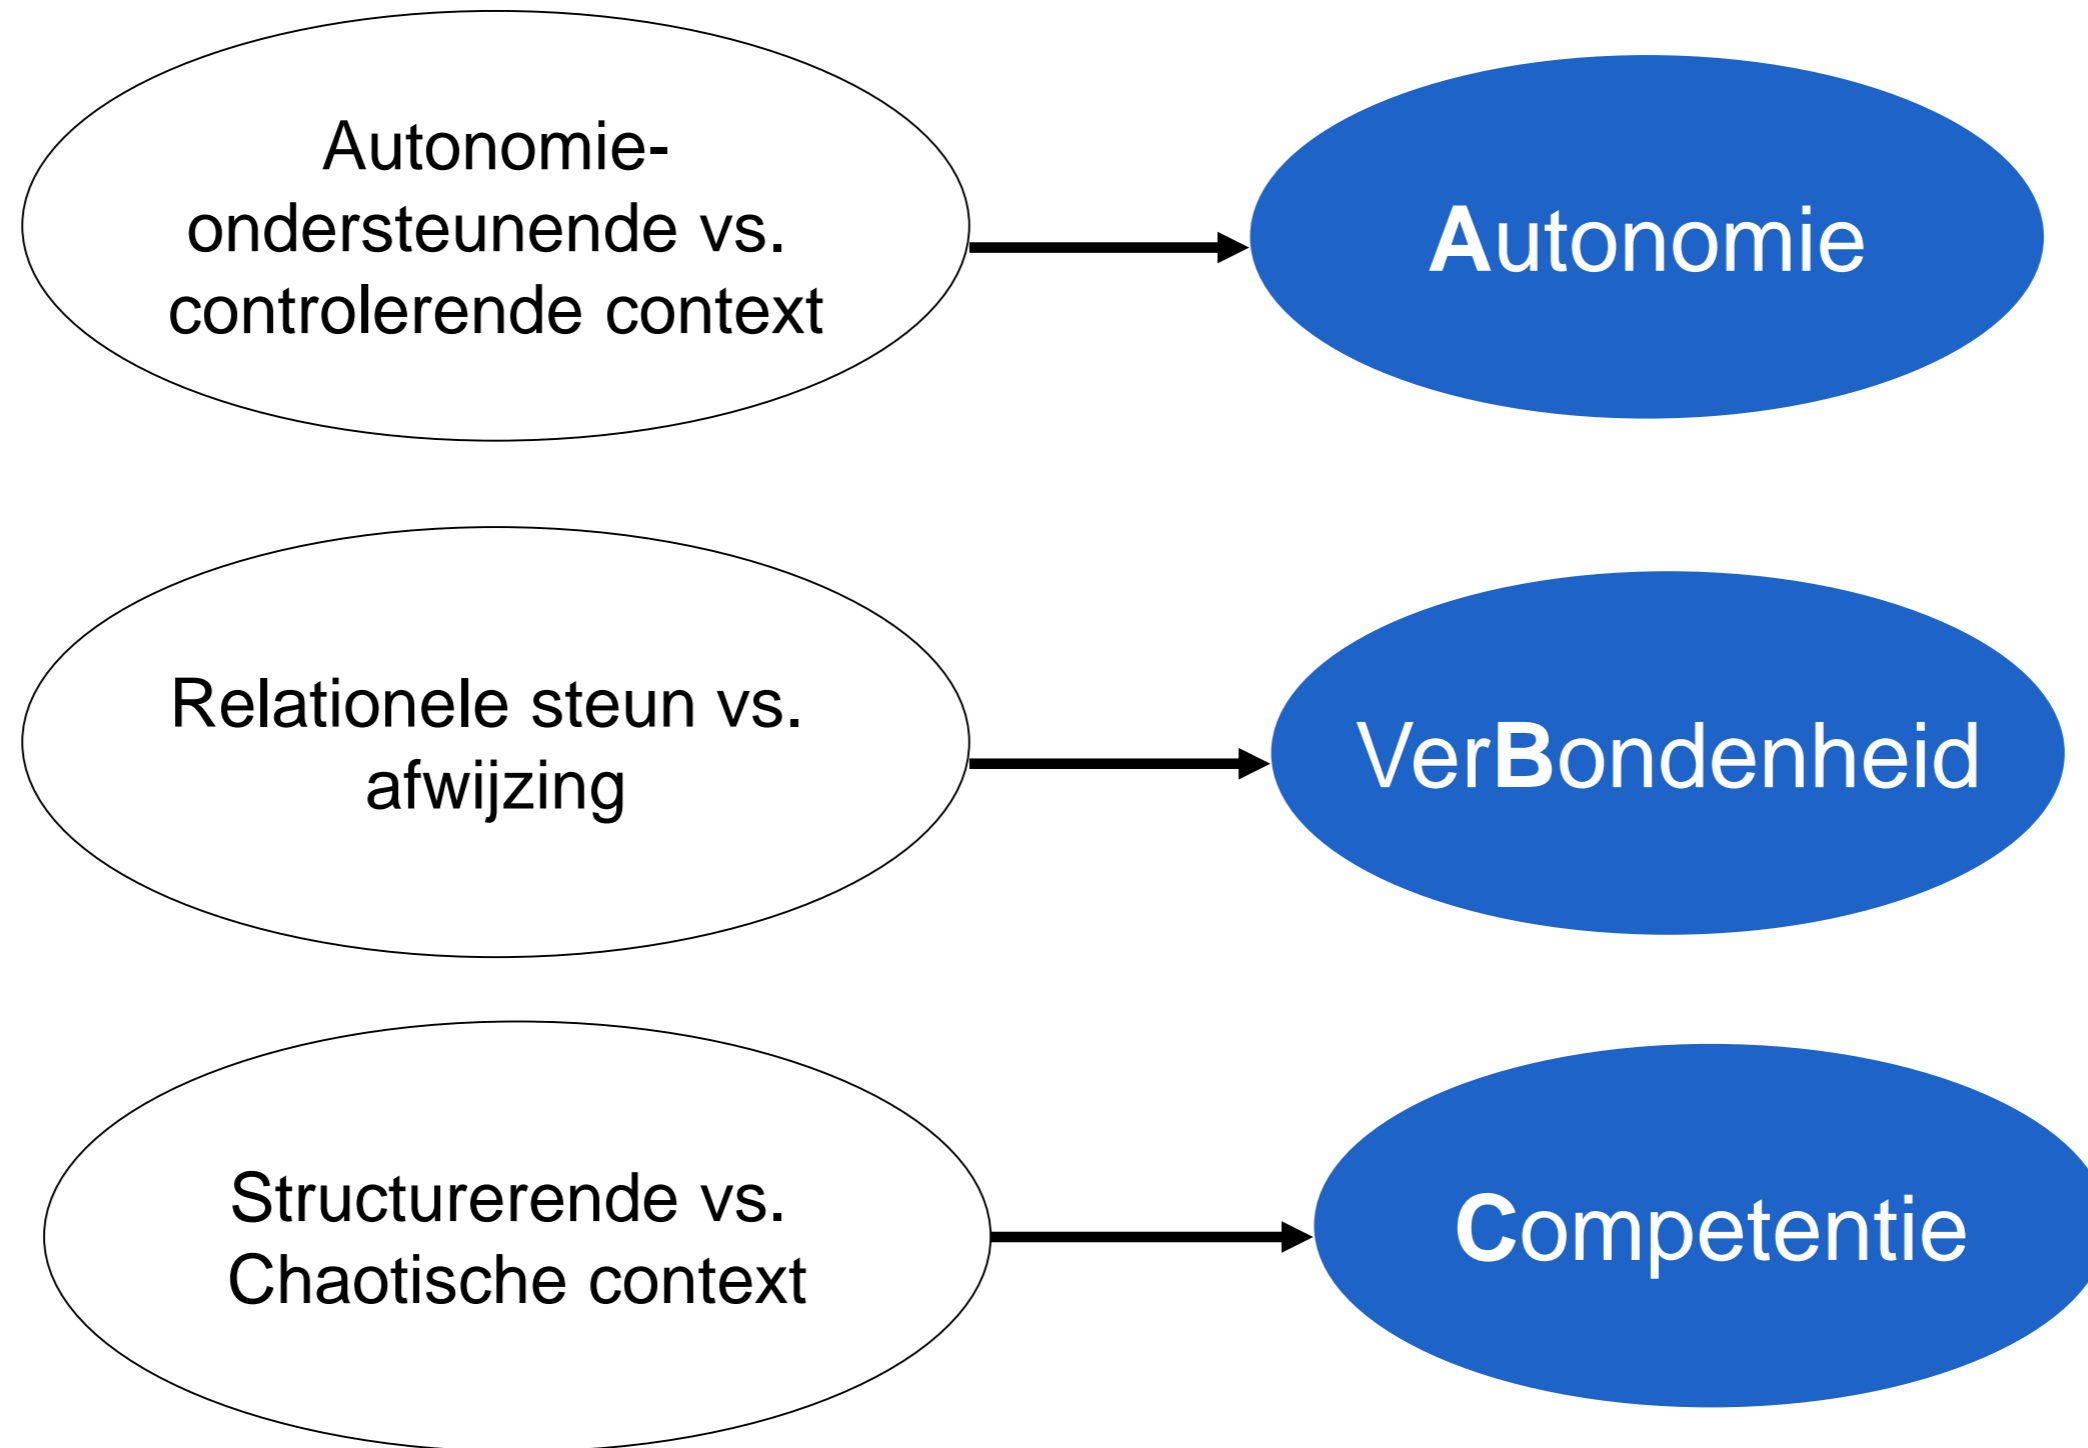 Autonomie-
ondersteunende vs.
controlerende context
Autonomie
Relationele steun vs.
afwijzing
VerBondenheid
Structurerende vs.
Chaotische context
Competentie